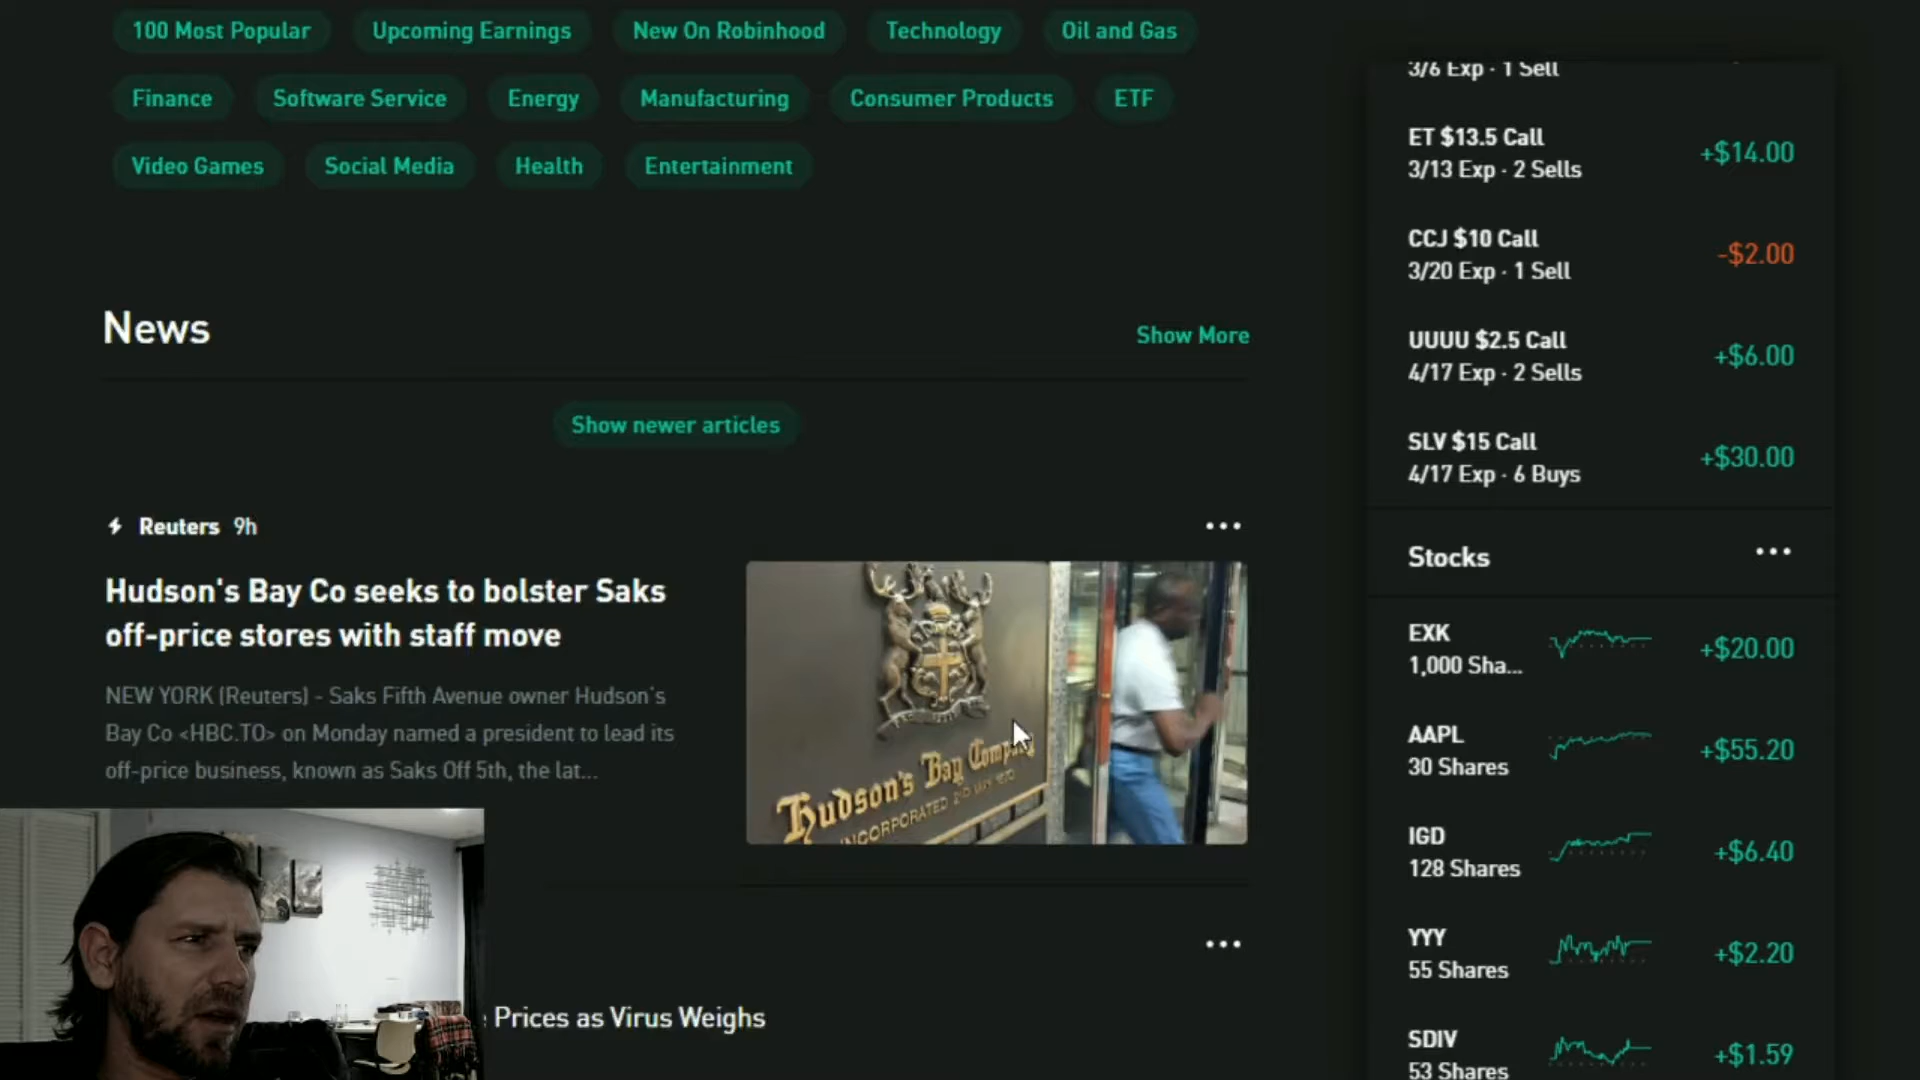 100 Most Popular
Upcoming Earnings
New On Robinhood
Technology
Oil and Gas
Finance
Software Service
Energy
Manufacturing
Consumer Products
ETF
Video Games
Social Media
Health
Entertainment
News
Show More
Show newer articles
Reuters 9h
Hudson's Bay Co seeks to bolster Saks
off-price stores with staff move
NEW YORK (Reuters) - Saks Fifth Avenue owner Hudson's
Bay Co <HBC.TO> on Monday named a president to lead its
off-price business, known as Saks Off 5th, the lat...
Hudson's Bay Company
INCORPORATED 2ND MAY 1670
Prices as Virus Weighs
3/6 Exp · 1 Sell
ET $13.5 Call
3/13 Exp · 2 Sells
+$14.00
CCJ $10 Call
3/20 Exp · 1 Sell
-$2.00
UUUU $2.5 Call
4/17 Exp · 2 Sells
+$6.00
SLV $15 Call
4/17 Exp · 6 Buys
+$30.00
Stocks
EXK
1,000 Sha...
+$20.00
AAPL
30 Shares
+$55.20
IGD
128 Shares
+$6.40
YYY
55 Shares
+$2.20
SDIV
53 Shares
+$1.59